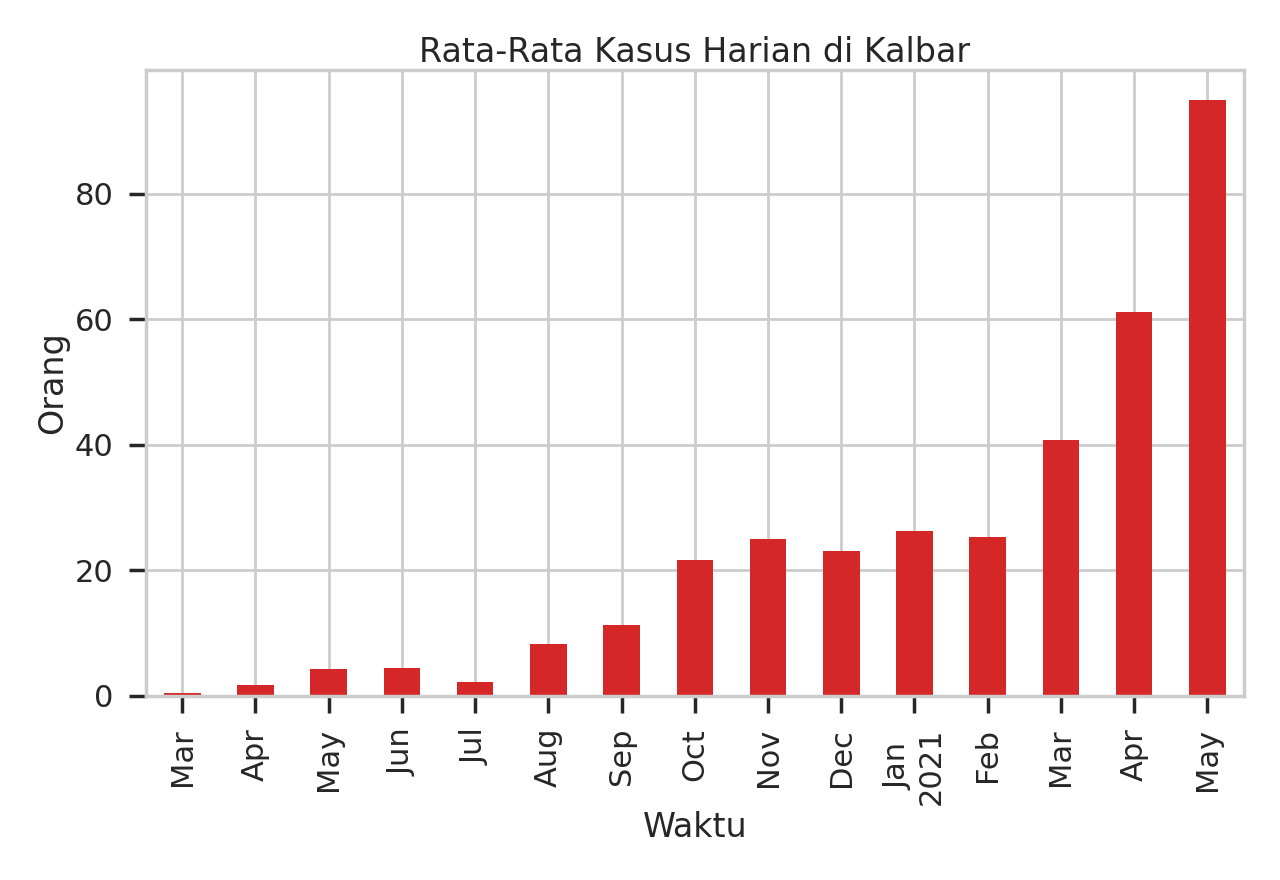 Rata-Rata Kasus Harian di Kalbar
Orang
80
60
40
20
0
Mar
Apr
May
Jun
Jul
Aug
Sep
Oct
Nov
Dec
Jan
2021
Feb
Mar
Apr
May
Waktu